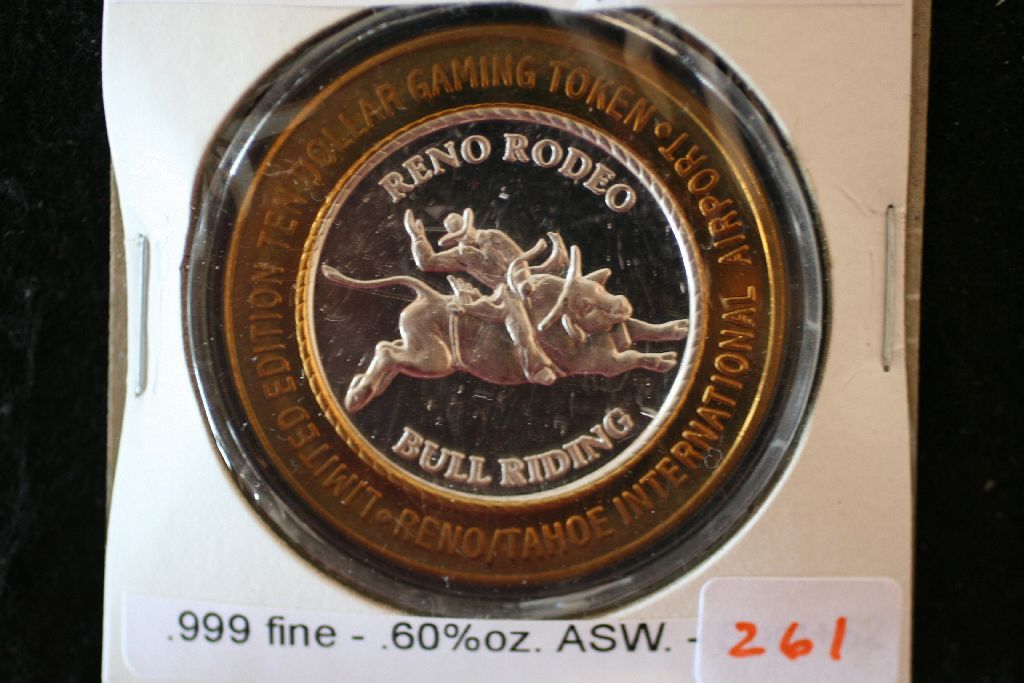 LIMITED EDITION TEN DOLLAR GAMING TOKEN •
RENO/TAHOE INTERNATIONAL AIRPORT •
RENO RODEO
BULL RIDING
.999 fine - .60%oz. ASW. -
261